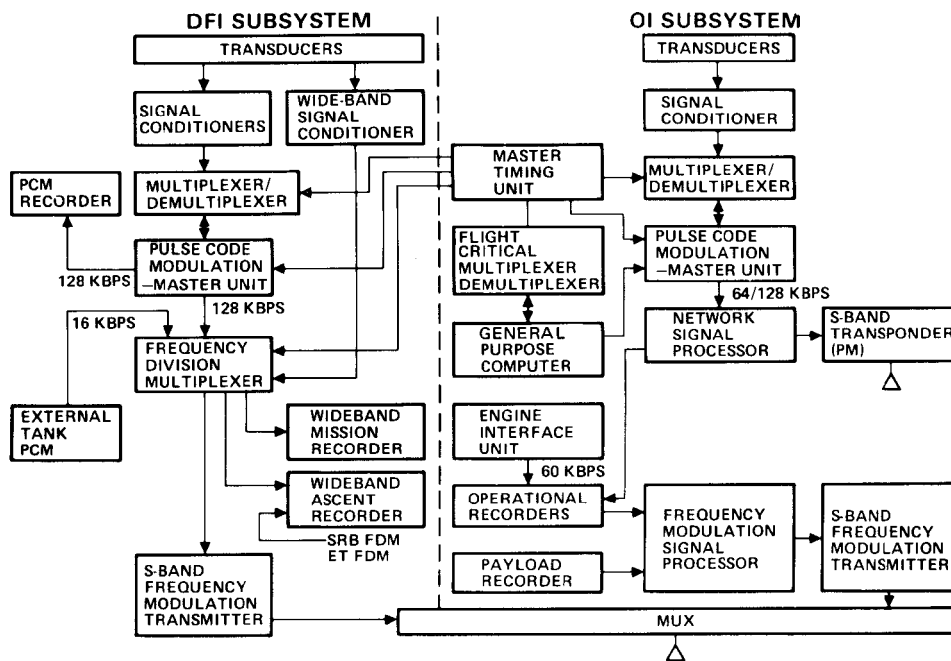 DFI SUBSYSTEM
TRANSDUCERS
SIGNAL
CONDITIONERS
WIDE-BAND
SIGNAL
CONDITIONER
PCM
RECORDER
MULTIPLEXER/
DEMULTIPLEXER
PULSE CODE
MODULATION
—MASTER UNIT
128 KBPS
128 KBPS
16 KBPS
FREQUENCY
DIVISION
MULTIPLEXER
EXTERNAL
TANK
PCM
WIDEBAND
MISSION
RECORDER
WIDEBAND
ASCENT
RECORDER
SRB FDM
ET FDM
S-BAND
FREQUENCY
MODULATION
TRANSMITTER
OI SUBSYSTEM
TRANSDUCERS
SIGNAL
CONDITIONER
MASTER
TIMING
UNIT
MULTIPLEXER/
DEMULTIPLEXER
FLIGHT
CRITICAL
MULTIPLEXER
DEMULTIPLEXER
PULSE CODE
MODULATION
—MASTER UNIT
64/128 KBPS
GENERAL
PURPOSE
COMPUTER
NETWORK
SIGNAL
PROCESSOR
S-BAND
TRANSPONDER
(PM)
ENGINE
INTERFACE
UNIT
60 KBPS
OPERATIONAL
RECORDERS
PAYLOAD
RECORDER
FREQUENCY
MODULATION
SIGNAL
PROCESSOR
S-BAND
FREQUENCY
MODULATION
TRANSMITTER
MUX